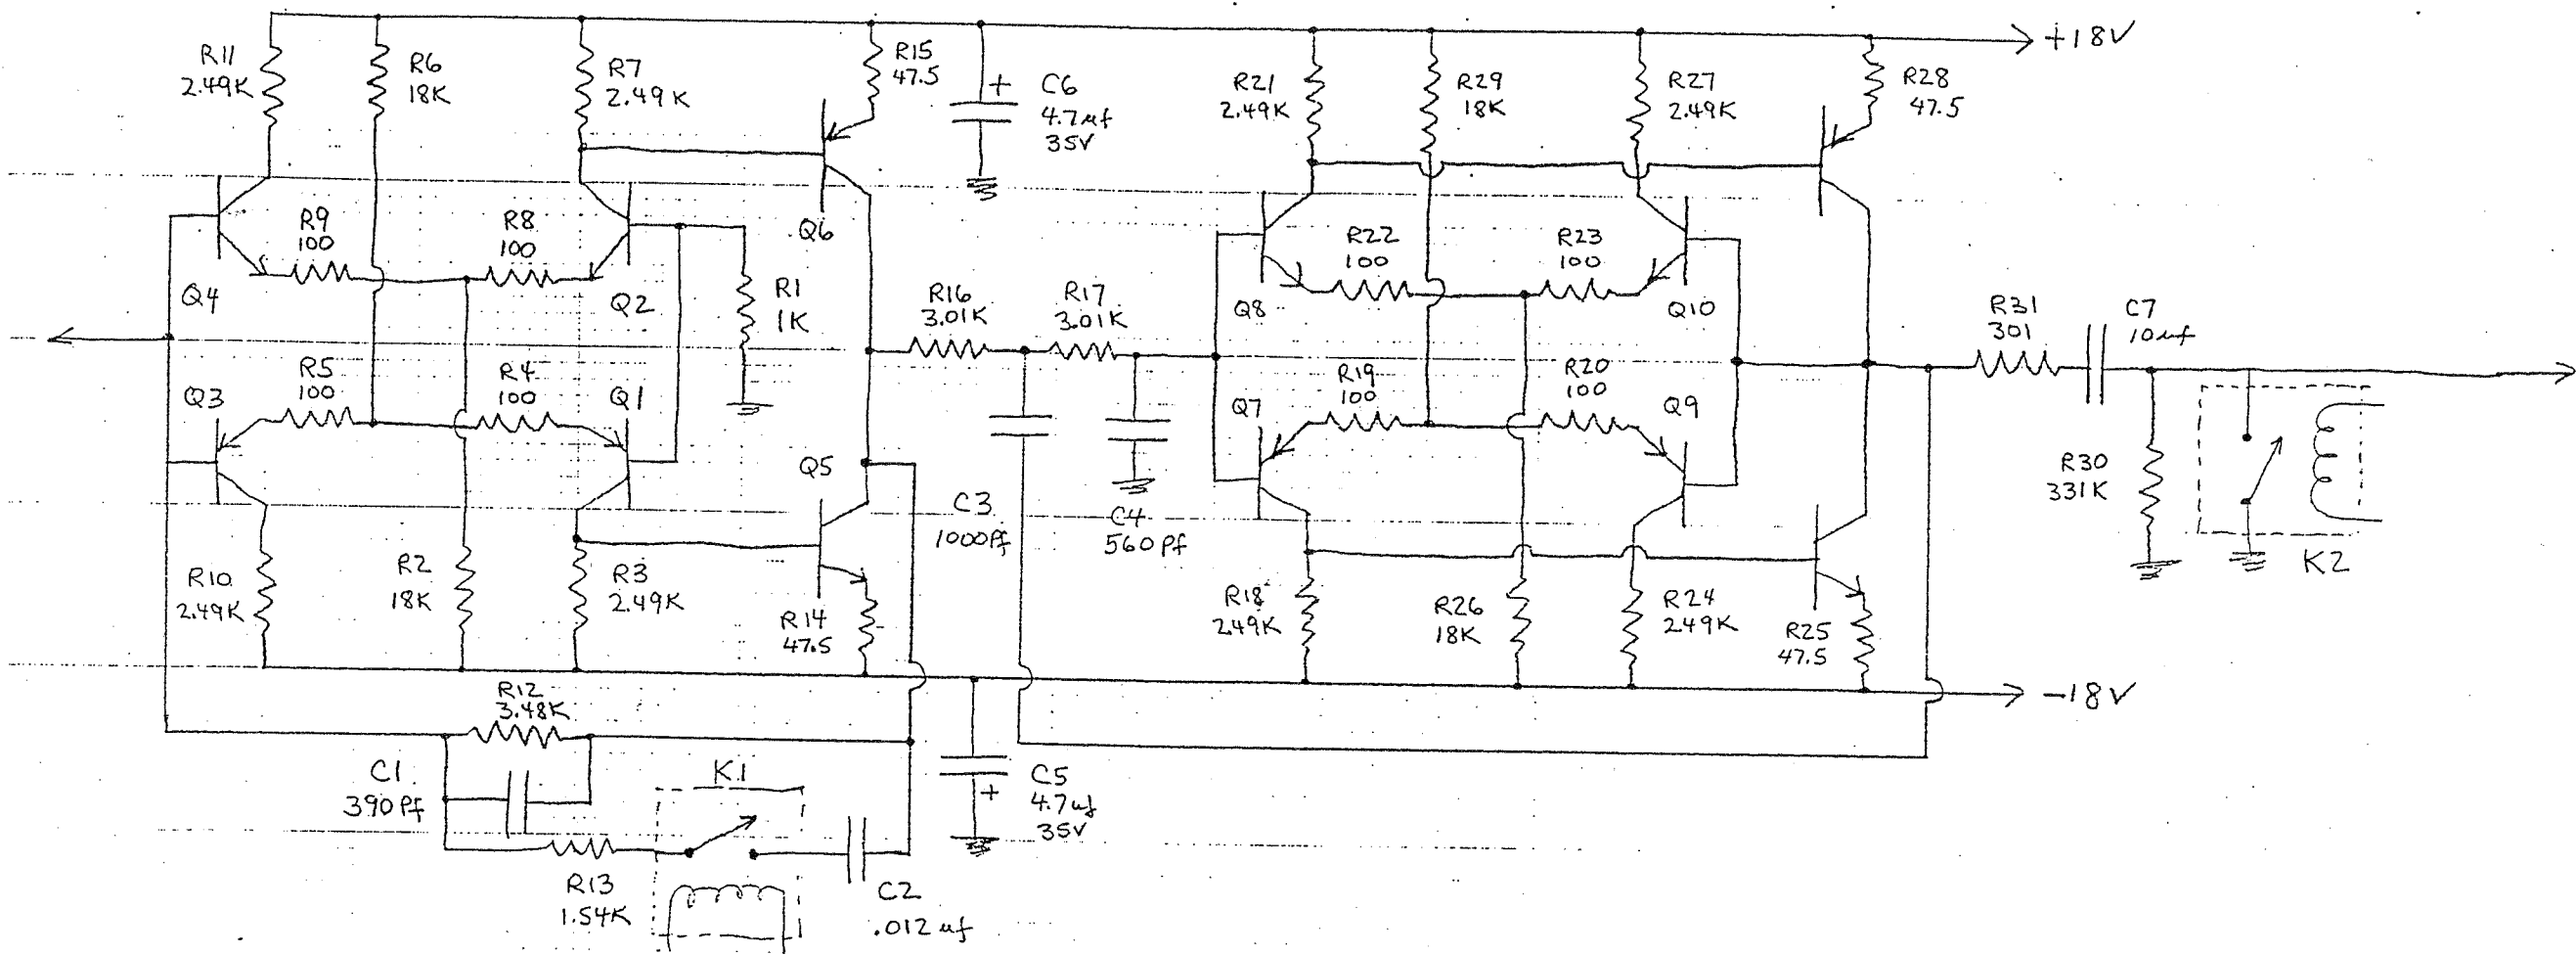 R11
2.49K
R6
18K
R7
2.49K
R15
47.5
C6
4.7uf
35V
+
R21
2.49K
R29
18K
R27
2.49K
R28
47.5
+18V
R9
100
R8
100
Q6
Q4
Q2
R1
1K
R16
3.01K
R17
3.01K
R22
100
R23
100
Q8
Q10
R31
301
C7
10uf
R5
100
R4
100
Q3
Q1
Q5
R19
100
R20
100
Q7
Q9
R30
331K
K2
C3
1000Pf
C4
560Pf
R10
2.49K
R2
18K
R3
2.49K
R14
47.5
R18
2.49K
R26
18K
R24
2.49K
R25
47.5
-18V
R12
3.48K
C1
390Pf
K1
C5
4.7uf
35V
+
R13
1.54K
C2
.012uf